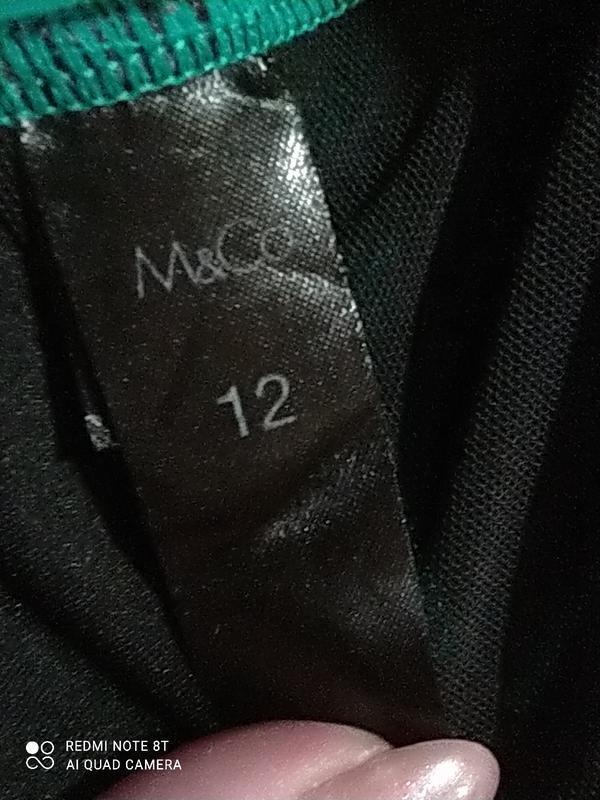 M&Co
12
REDMI NOTE 8T
AI QUAD CAMERA